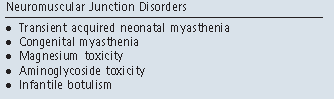 Neuromuscular Junction Disorders
• Transient acquired neonatal myasthenia
• Congenital myasthenia
• Magnesium toxicity
• Aminoglycoside toxicity
• Infantile botulism